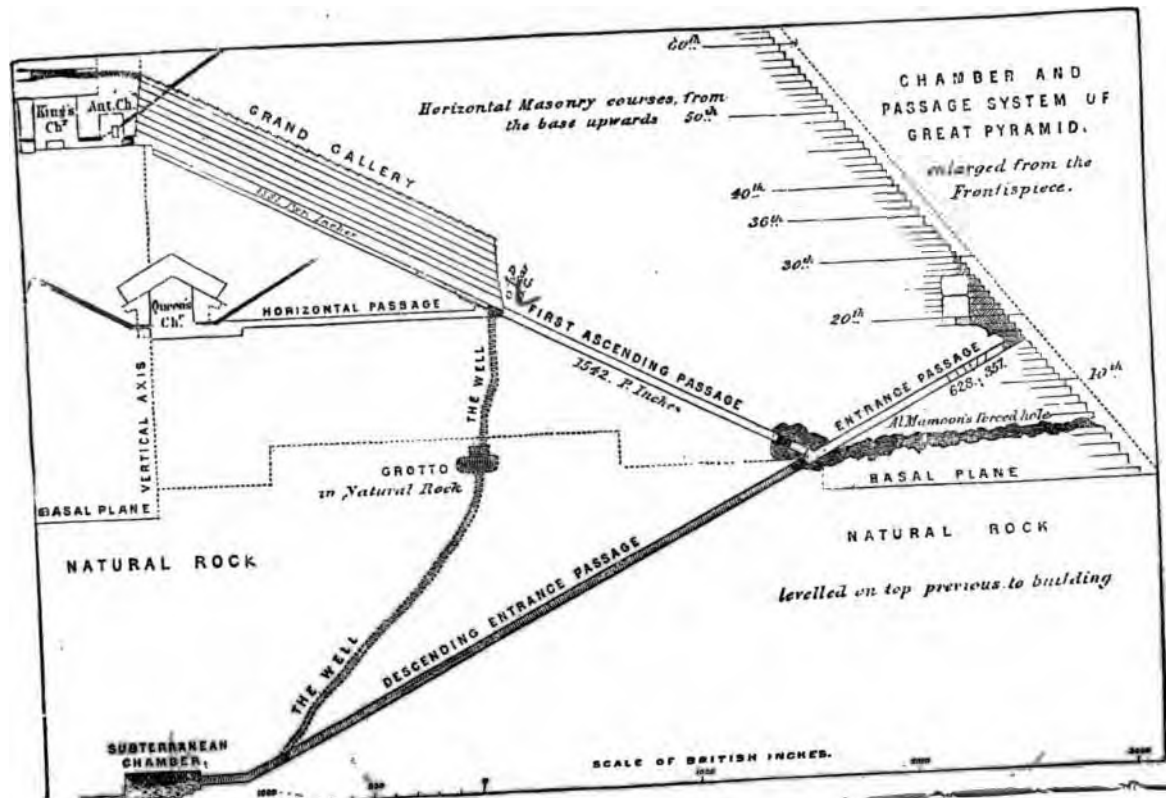 60th
CHAMBER AND
PASSAGE SYSTEM OF
GREAT PYRAMID.
enlarged from the
Frontispiece.
Horizontal Masonry courses, from
the base upwards 50th
King's
Chr
Ant. Ch.
GRAND
GALLERY
40th
36th
30th
20th
10th
Queen's
Chr
HORIZONTAL PASSAGE
FIRST ASCENDING PASSAGE
1542. P. Inches
ENTRANCE PASSAGE
628.; 357.
Al Mamoon's forced hole
THE WELL
VERTICAL AXIS
GROTTO
in Natural Rock
BASAL PLANE
BASAL PLANE
NATURAL ROCK
NATURAL ROCK
levelled on top previous to building
DESCENDING ENTRANCE PASSAGE
THE WELL
SUBTERRANEAN
CHAMBER,
SCALE OF BRITISH INCHES.
1000